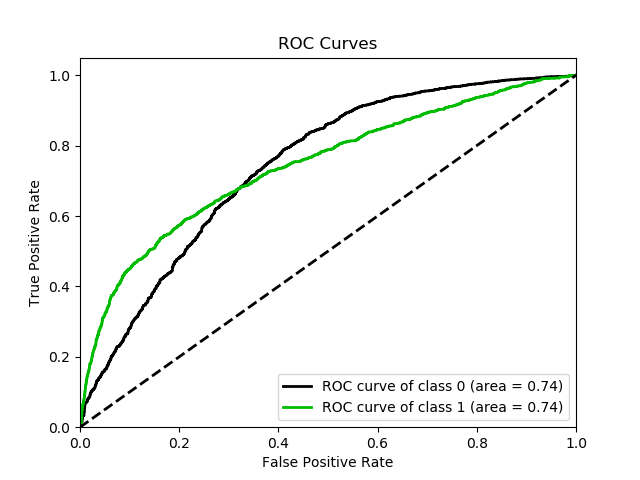 ROC Curves
True Positive Rate
1.0
0.8
0.6
0.4
0.2
0.0
ROC curve of class 0 (area = 0.74)
ROC curve of class 1 (area = 0.74)
0.0 0.2 0.4 0.6 0.8 1.0
False Positive Rate